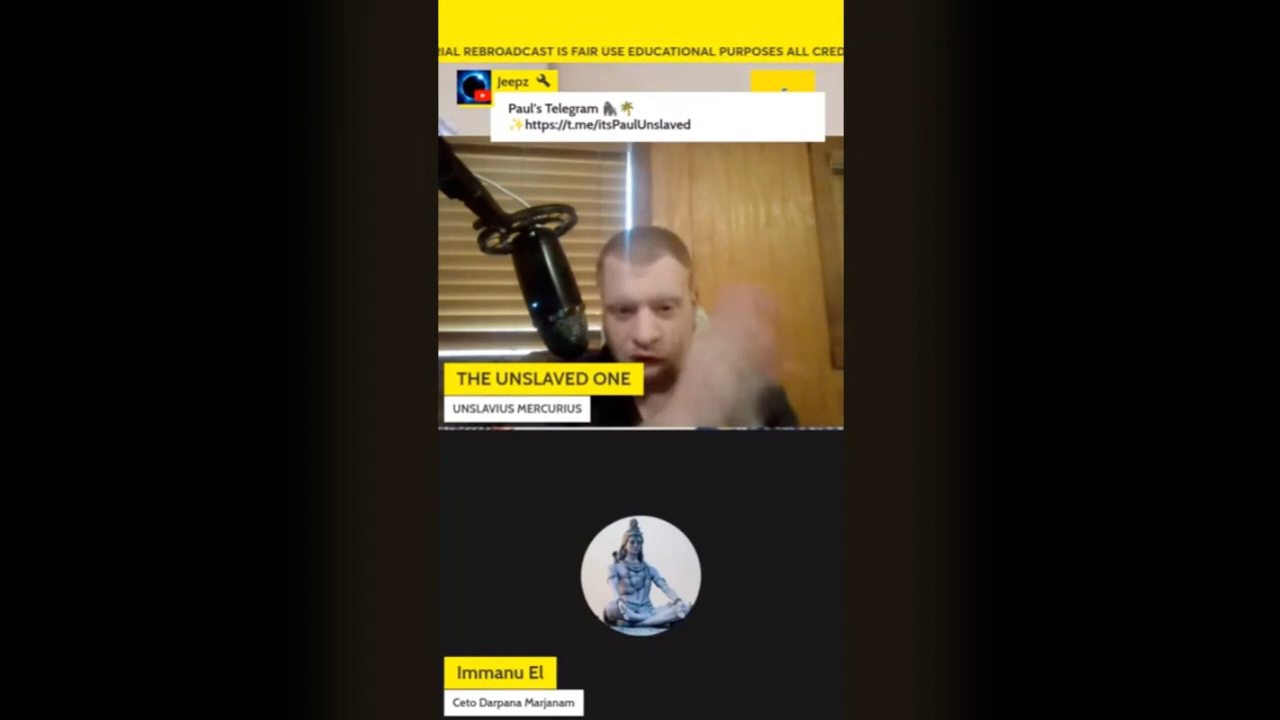 RIAL REBROADCAST IS FAIR USE EDUCATIONAL PURPOSES ALL CRED
Jeepz
Paul's Telegram 🦍🌴
✨https://t.me/itsPaulUnslaved
THE UNSLAVED ONE
UNSLAVIUS MERCURIUS
Immanu El
Ceto Darpana Marjanam